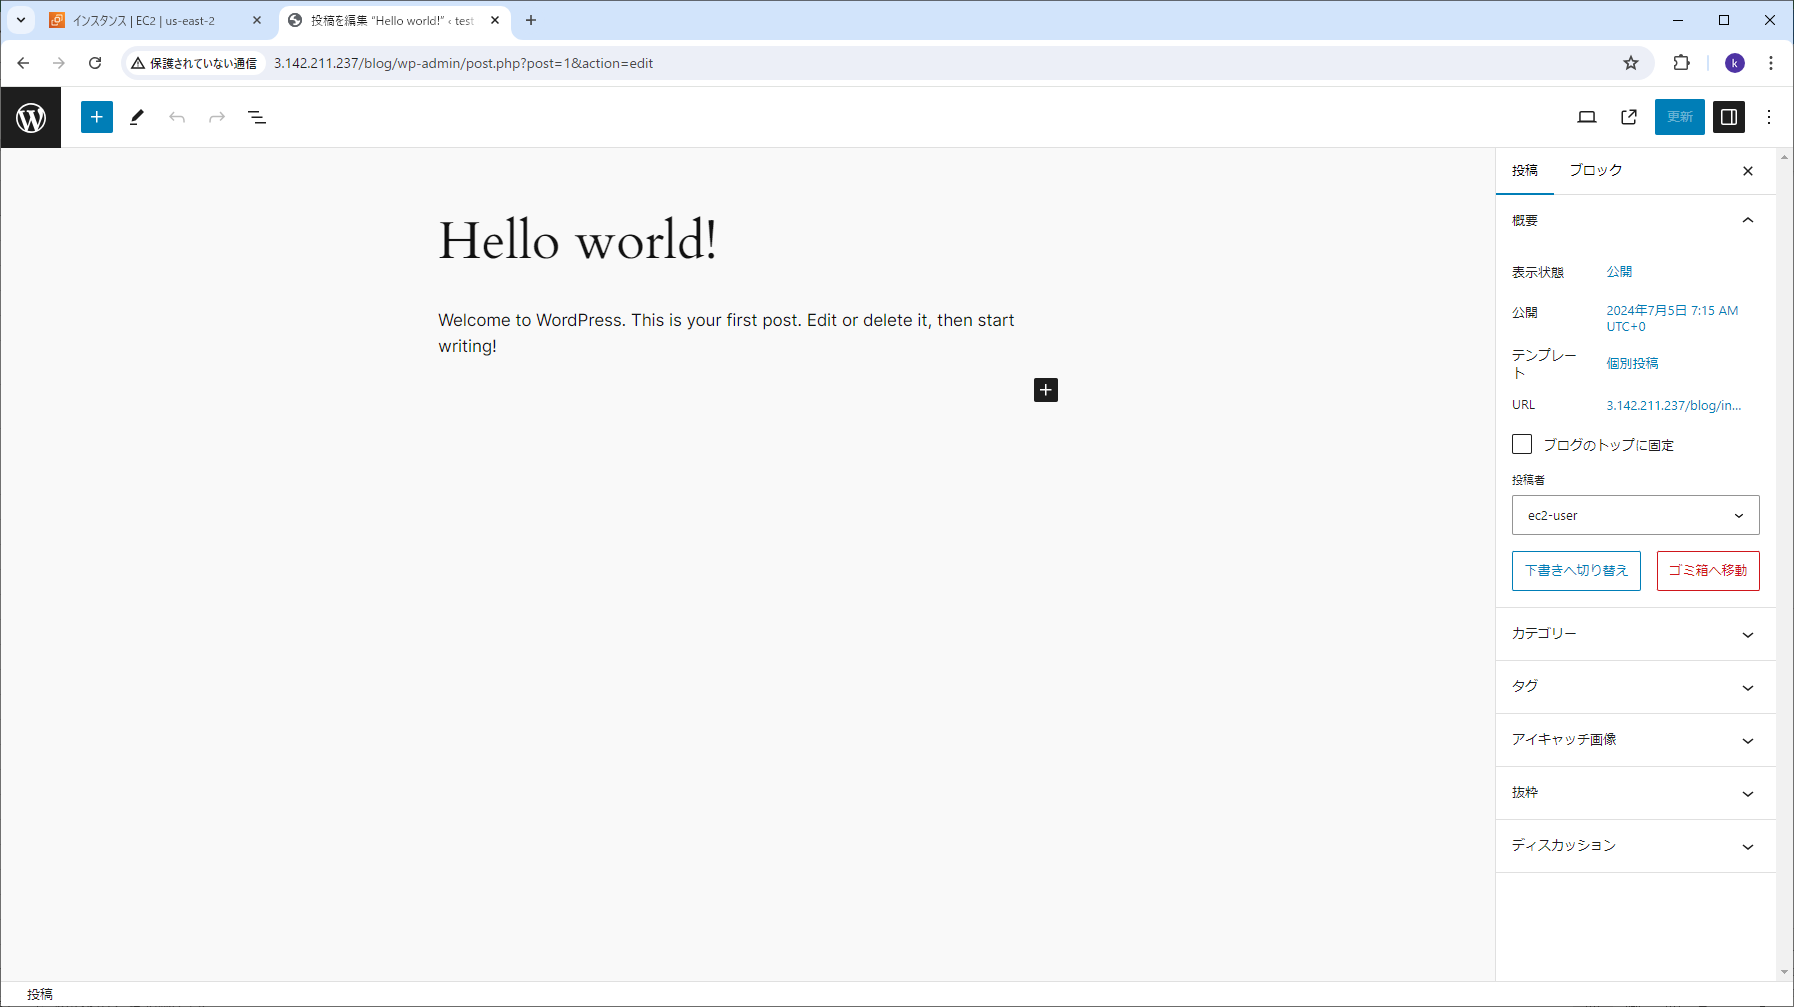 インスタンス | EC2 | us-east-2
投稿を編集 "Hello world!" ‹ test
保護されていない通信
3.142.211.237/blog/wp-admin/post.php?post=1&action=edit
k
更新
投稿
ブロック
Hello world!
Welcome to WordPress. This is your first post. Edit or delete it, then start
writing!
概要
表示状態
公開
公開
2024年7月5日 7:15 AM
UTC+0
テンプレー
ト
個別投稿
URL
3.142.211.237/blog/in...
ブログのトップに固定
投稿者
ec2-user
下書きへ切り替え
ゴミ箱へ移動
カテゴリー
タグ
アイキャッチ画像
抜粋
ディスカッション
投稿